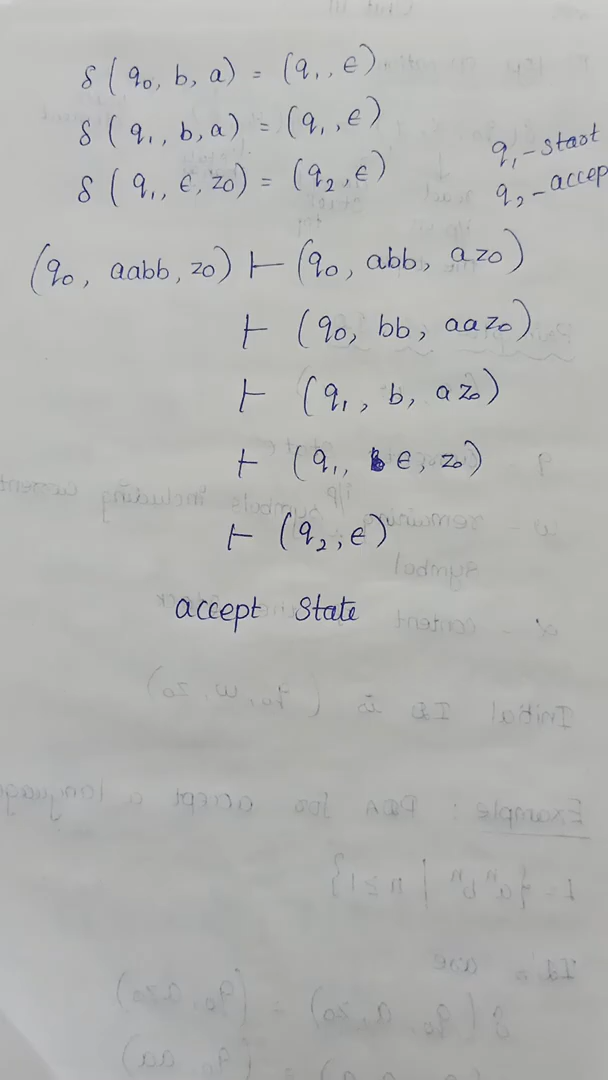 δ(q₀, b, a) = (q₁, ε)
δ(q₁, b, a) = (q₁, ε)
δ(q₁, ε, z₀) = (q₂, ε)
q₁ - start
q₂ - accep
(q₀, aabb, z₀) ⊢ (q₀, abb, az₀)
⊢ (q₀, bb, aaz₀)
⊢ (q₁, b, az₀)
⊢ (q₁, ε, z₀)
⊢ (q₂, ε)
accept state